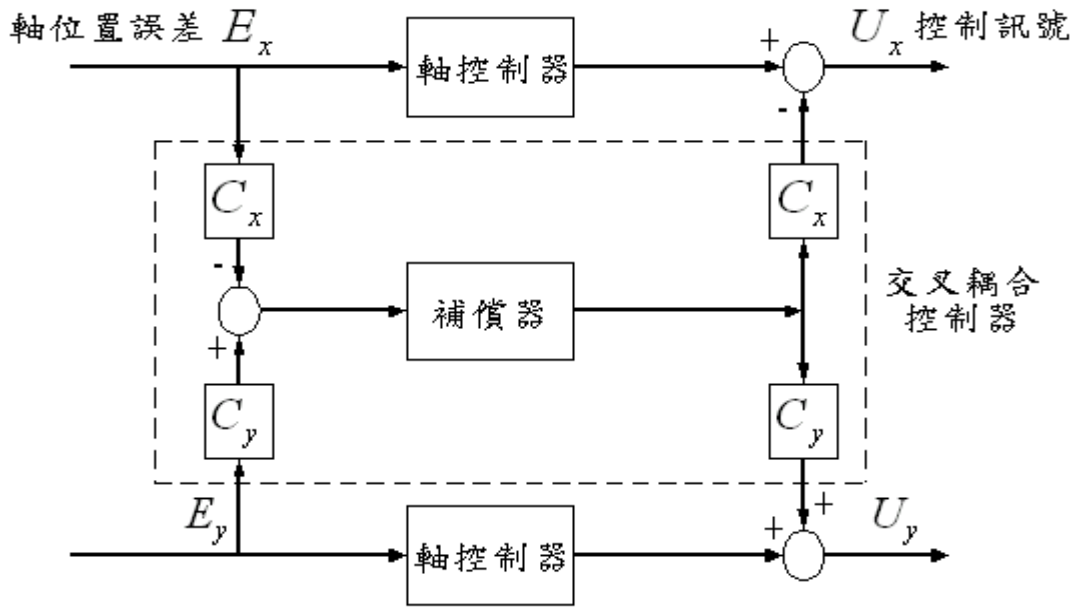 軸位置誤差 E_x
軸控制器
+
U_x 控制訊號
-
C_x
C_x
-
補償器
交叉耦合
控制器
+
C_y
C_y
E_y
+
+
軸控制器
U_y